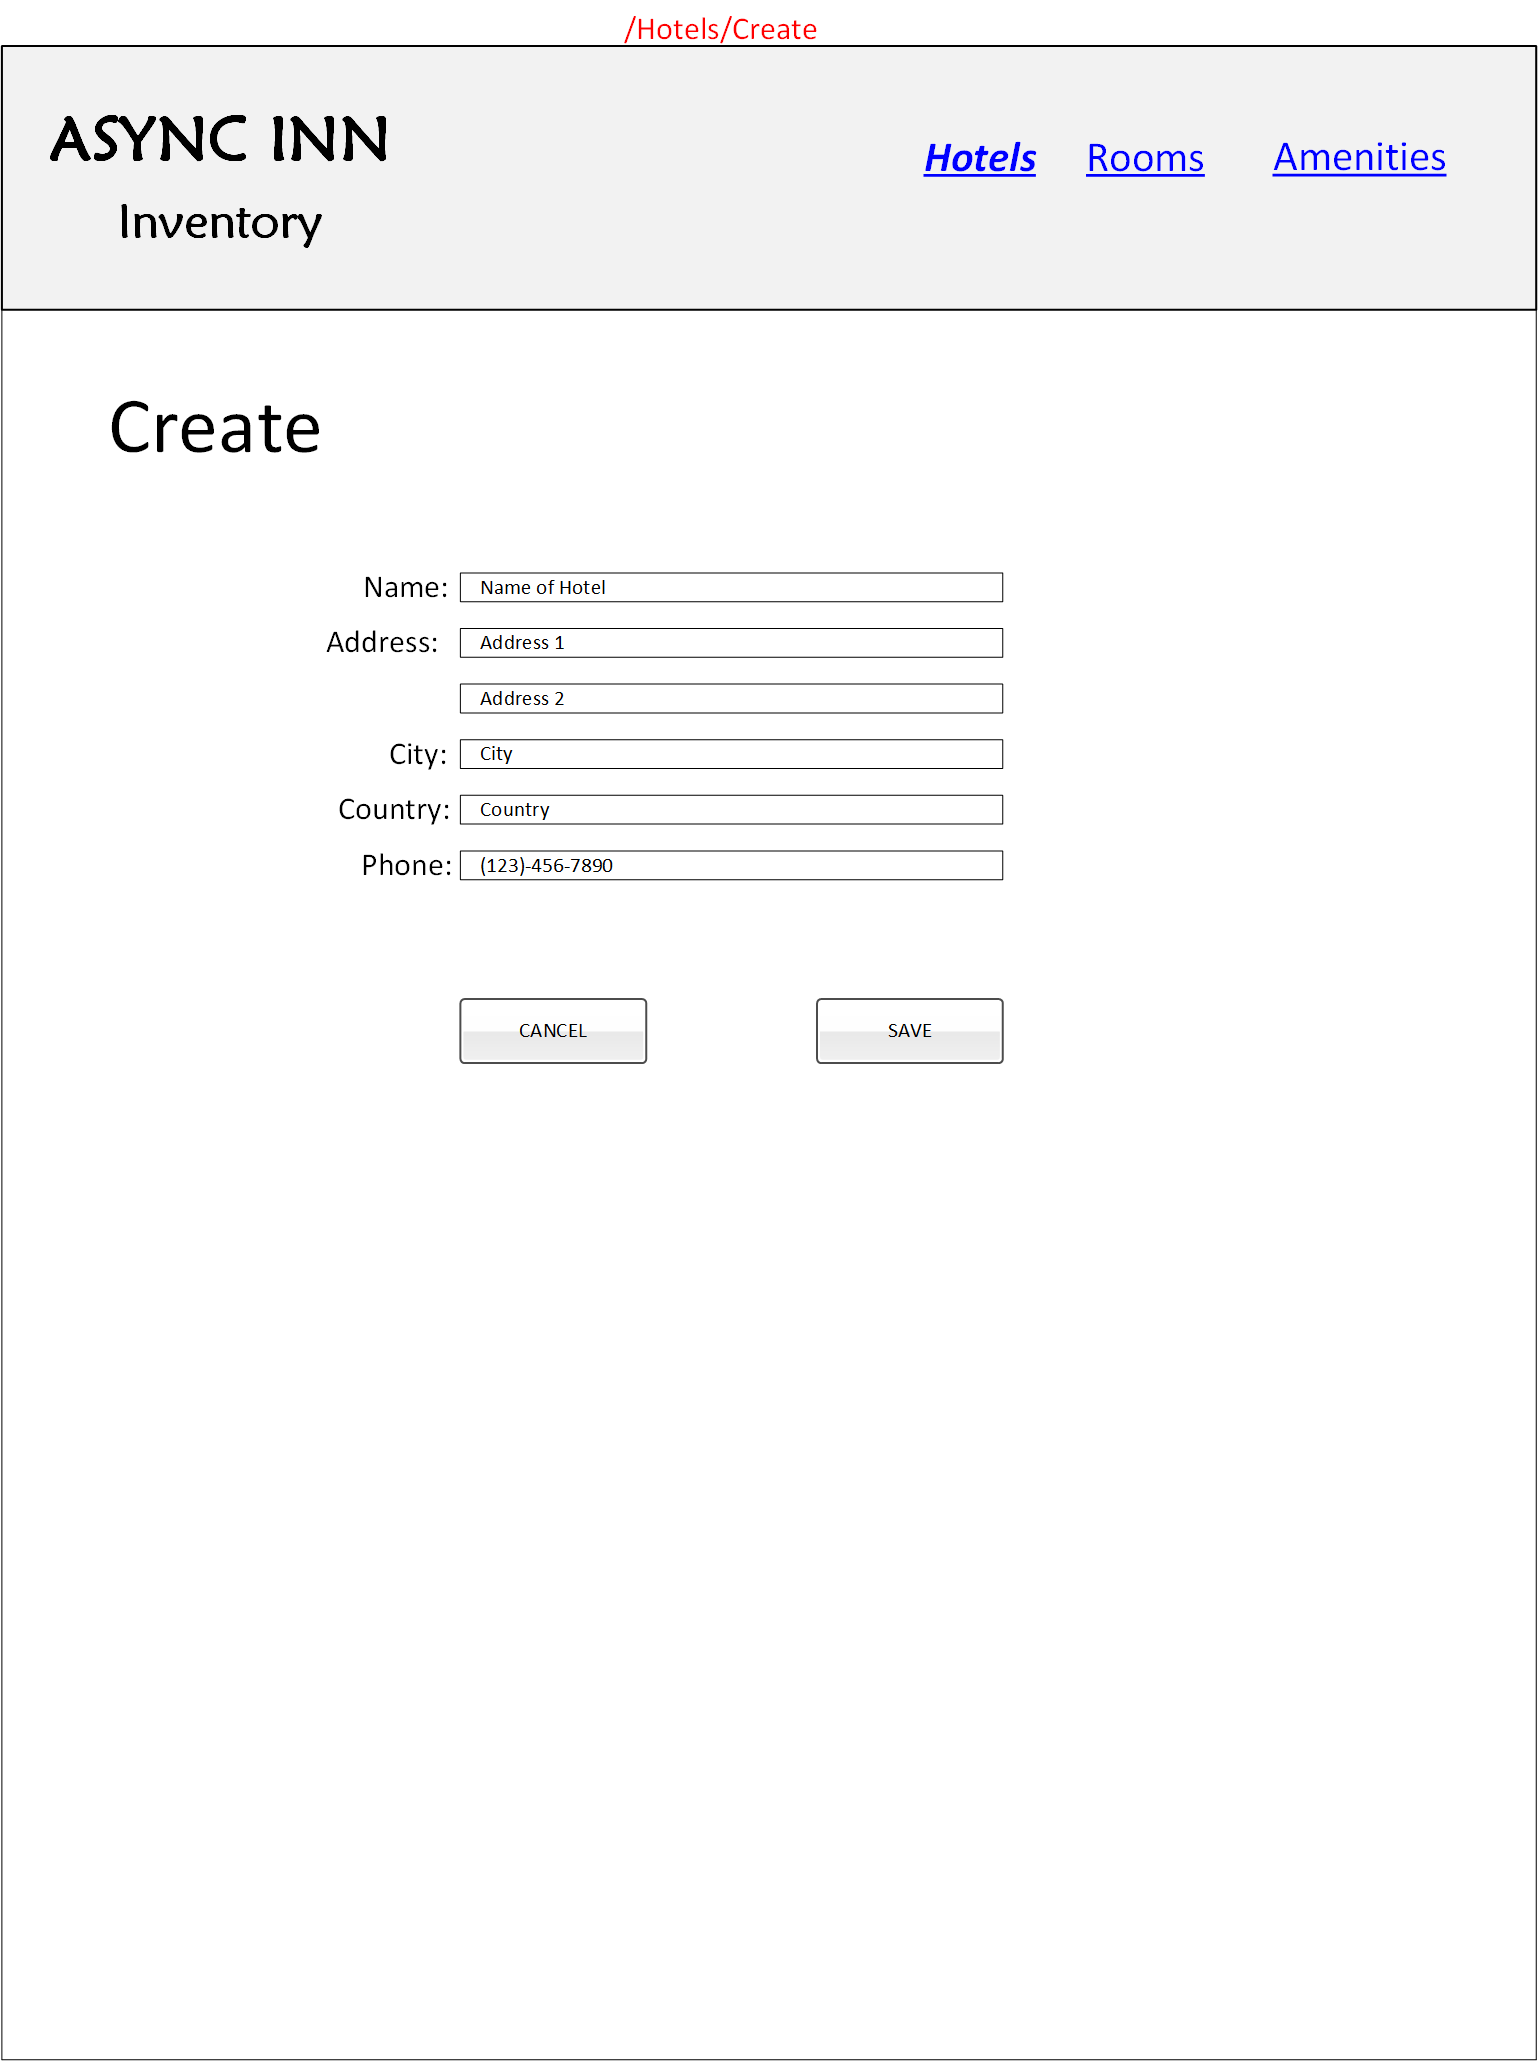 /Hotels/Create
ASYNC INN
Hotels Rooms Amenities
Inventory
Create
Name: Name of Hotel
Address: Address 1
Address 2
City: City
Country: Country
Phone: (123)-456-7890
CANCEL SAVE